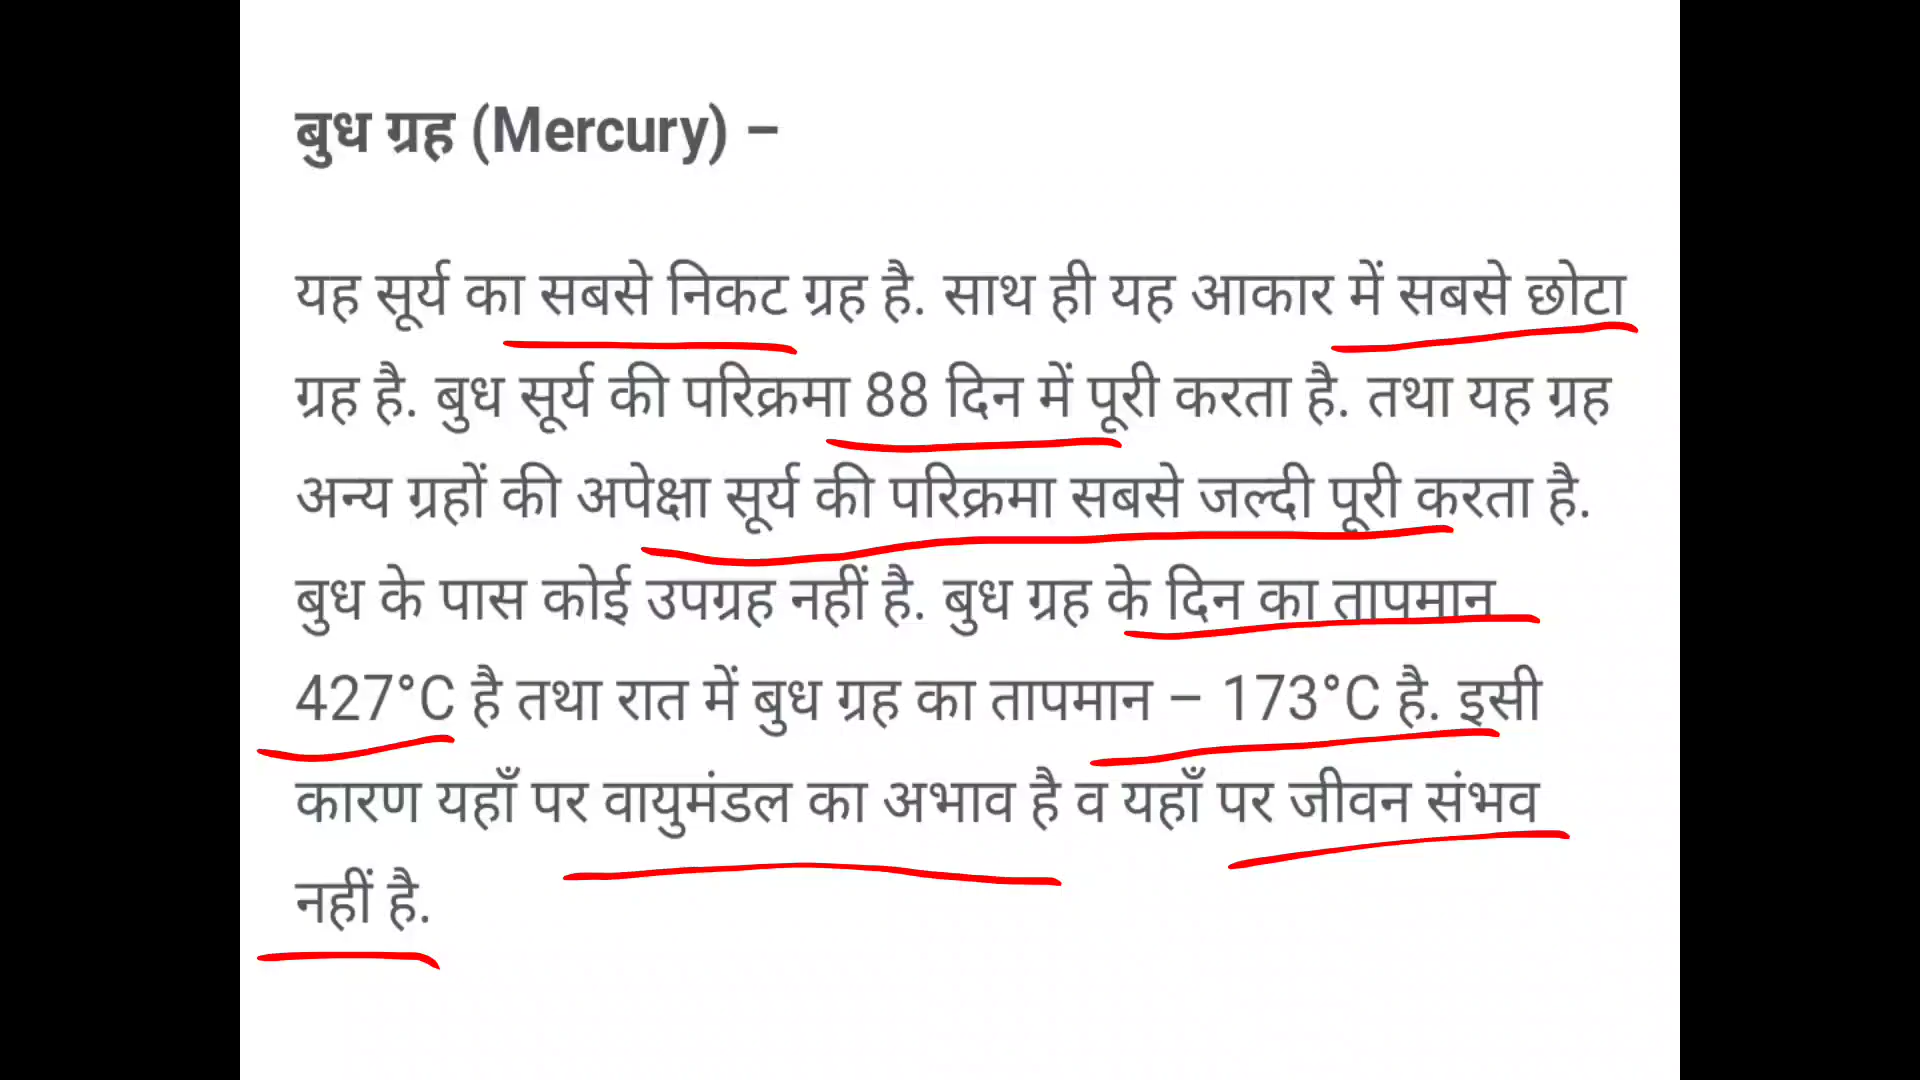 बुध ग्रह (Mercury) –
यह सूर्य का सबसे निकट ग्रह है. साथ ही यह आकार में सबसे छोटा
ग्रह है. बुध सूर्य की परिक्रमा 88 दिन में पूरी करता है. तथा यह ग्रह
अन्य ग्रहों की अपेक्षा सूर्य की परिक्रमा सबसे जल्दी पूरी करता है.
बुध के पास कोई उपग्रह नहीं है. बुध ग्रह के दिन का तापमान
427°C है तथा रात में बुध ग्रह का तापमान – 173°C है. इसी
कारण यहाँ पर वायुमंडल का अभाव है व यहाँ पर जीवन संभव
नहीं है.